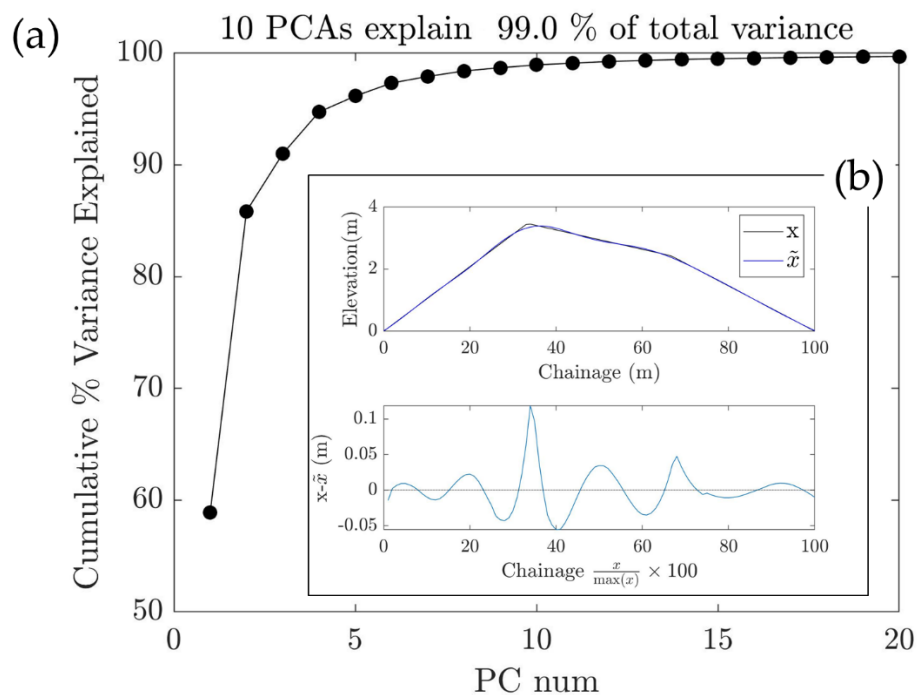 (a)
10 PCAs explain 99.0 % of total variance
Cumulative % Variance Explained
100
90
80
70
60
50
0
5
10
15
20
PC num
(b)
Elevation(m)
4
2
0
x
x̃
0
20
40
60
80
100
Chainage (m)
x-x̃ (m)
0.1
0.05
0
-0.05
0
20
40
60
80
100
Chainage x/max(x) × 100